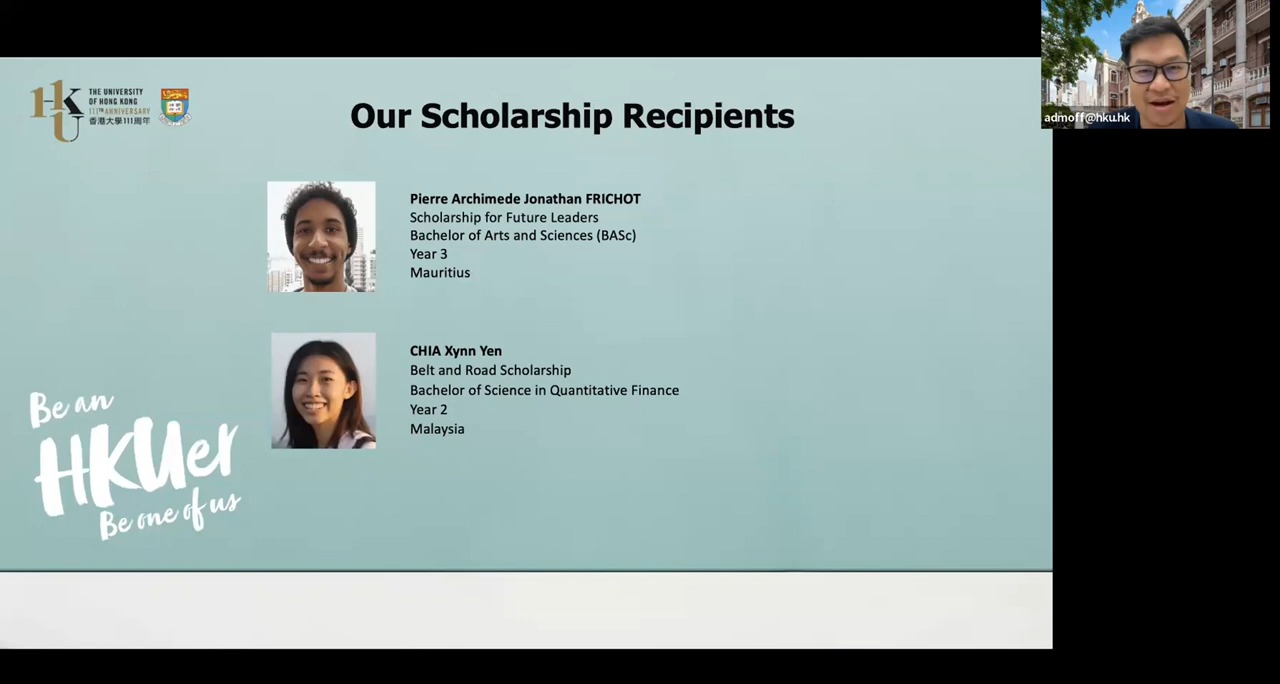 THE UNIVERSITY
OF HONG KONG
111TH ANNIVERSARY
香港大學111周年
Our Scholarship Recipients
admoff@hku.hk
Pierre Archimede Jonathan FRICHOT
Scholarship for Future Leaders
Bachelor of Arts and Sciences (BASc)
Year 3
Mauritius
CHIA Xynn Yen
Belt and Road Scholarship
Bachelor of Science in Quantitative Finance
Year 2
Malaysia
Be an
HKUer
Be one of us